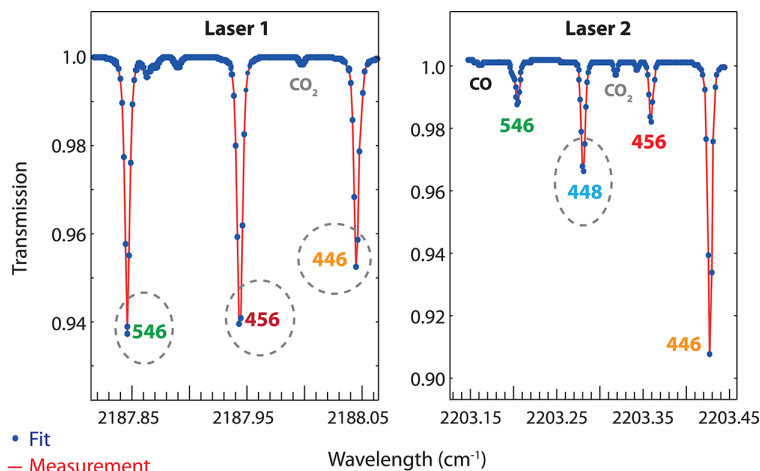 Laser 1
Laser 2
Transmission
1.0
0.98
0.96
0.94
CO2
546
456
446
2187.85
2187.95
2188.05
1.0
0.98
0.96
0.94
0.92
0.90
CO
546
448
CO2
456
446
2203.15
2203.25
2203.35
2203.45
Wavelength (cm-1)
Fit
Measurement